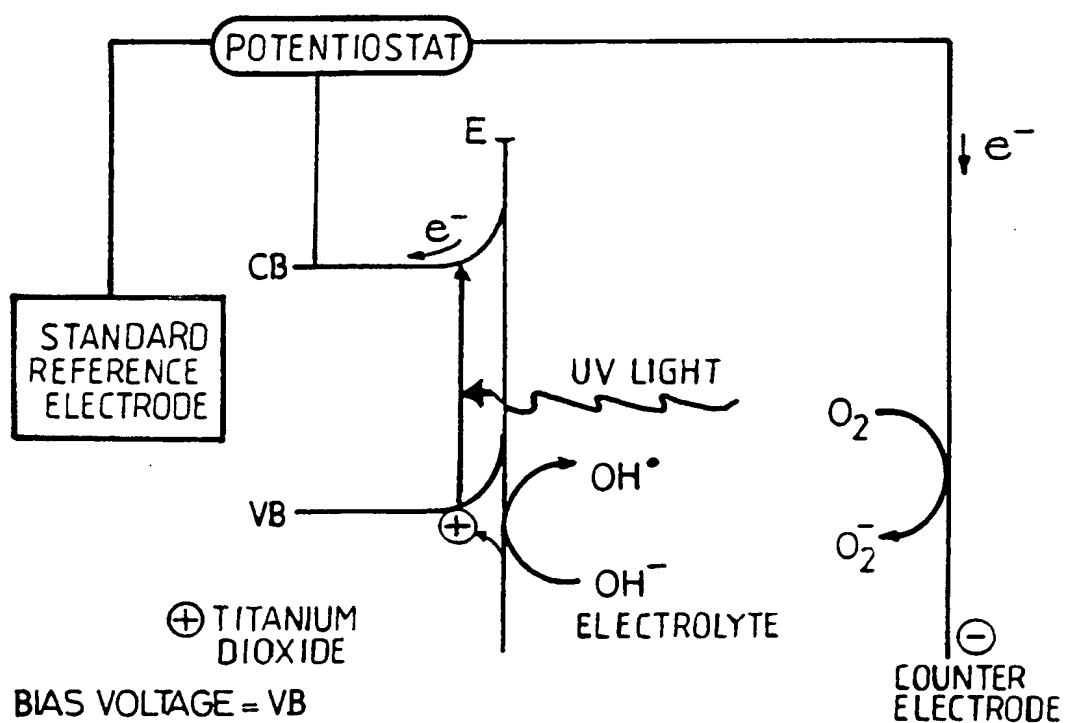 POTENTIOSTAT
E
e⁻
e⁻
CB
STANDARD
REFERENCE
ELECTRODE
UV LIGHT
O₂
OH•
VB
+
O₂⁻
OH⁻
ELECTROLYTE
⊕ TITANIUM
DIOXIDE
−
COUNTER
ELECTRODE
BIAS VOLTAGE = VB